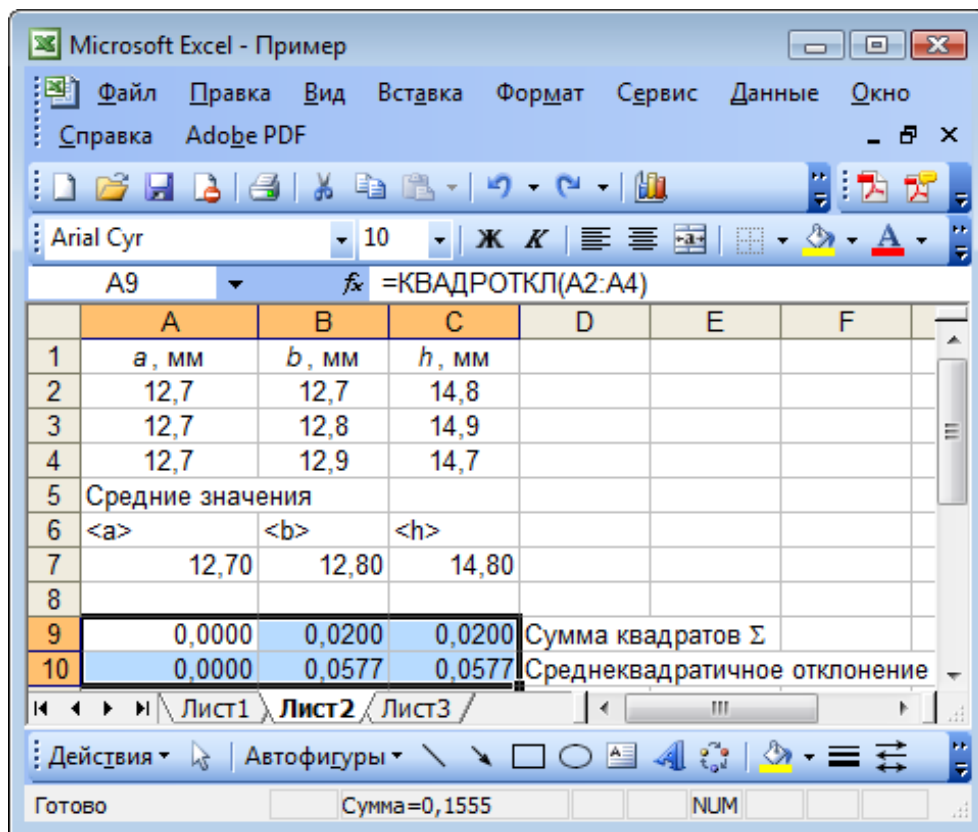 Microsoft Excel - Пример
Файл Правка Вид Вставка Формат Сервис Данные Окно
Справка Adobe PDF
Arial Cyr 10 Ж К
A9 fx =КВАДРОТКЛ(A2:A4)
A B C D E F
1 a, мм b, мм h, мм
2 12,7 12,7 14,8
3 12,7 12,8 14,9
4 12,7 12,9 14,7
5 Средние значения
6 <a> <b> <h>
7 12,70 12,80 14,80
8
9 0,0000 0,0200 0,0200 Сумма квадратов Σ
10 0,0000 0,0577 0,0577 Среднеквадратичное отклонение
Лист1 Лист2 Лист3
Действия Автофигуры
Готово Сумма=0,1555 NUM